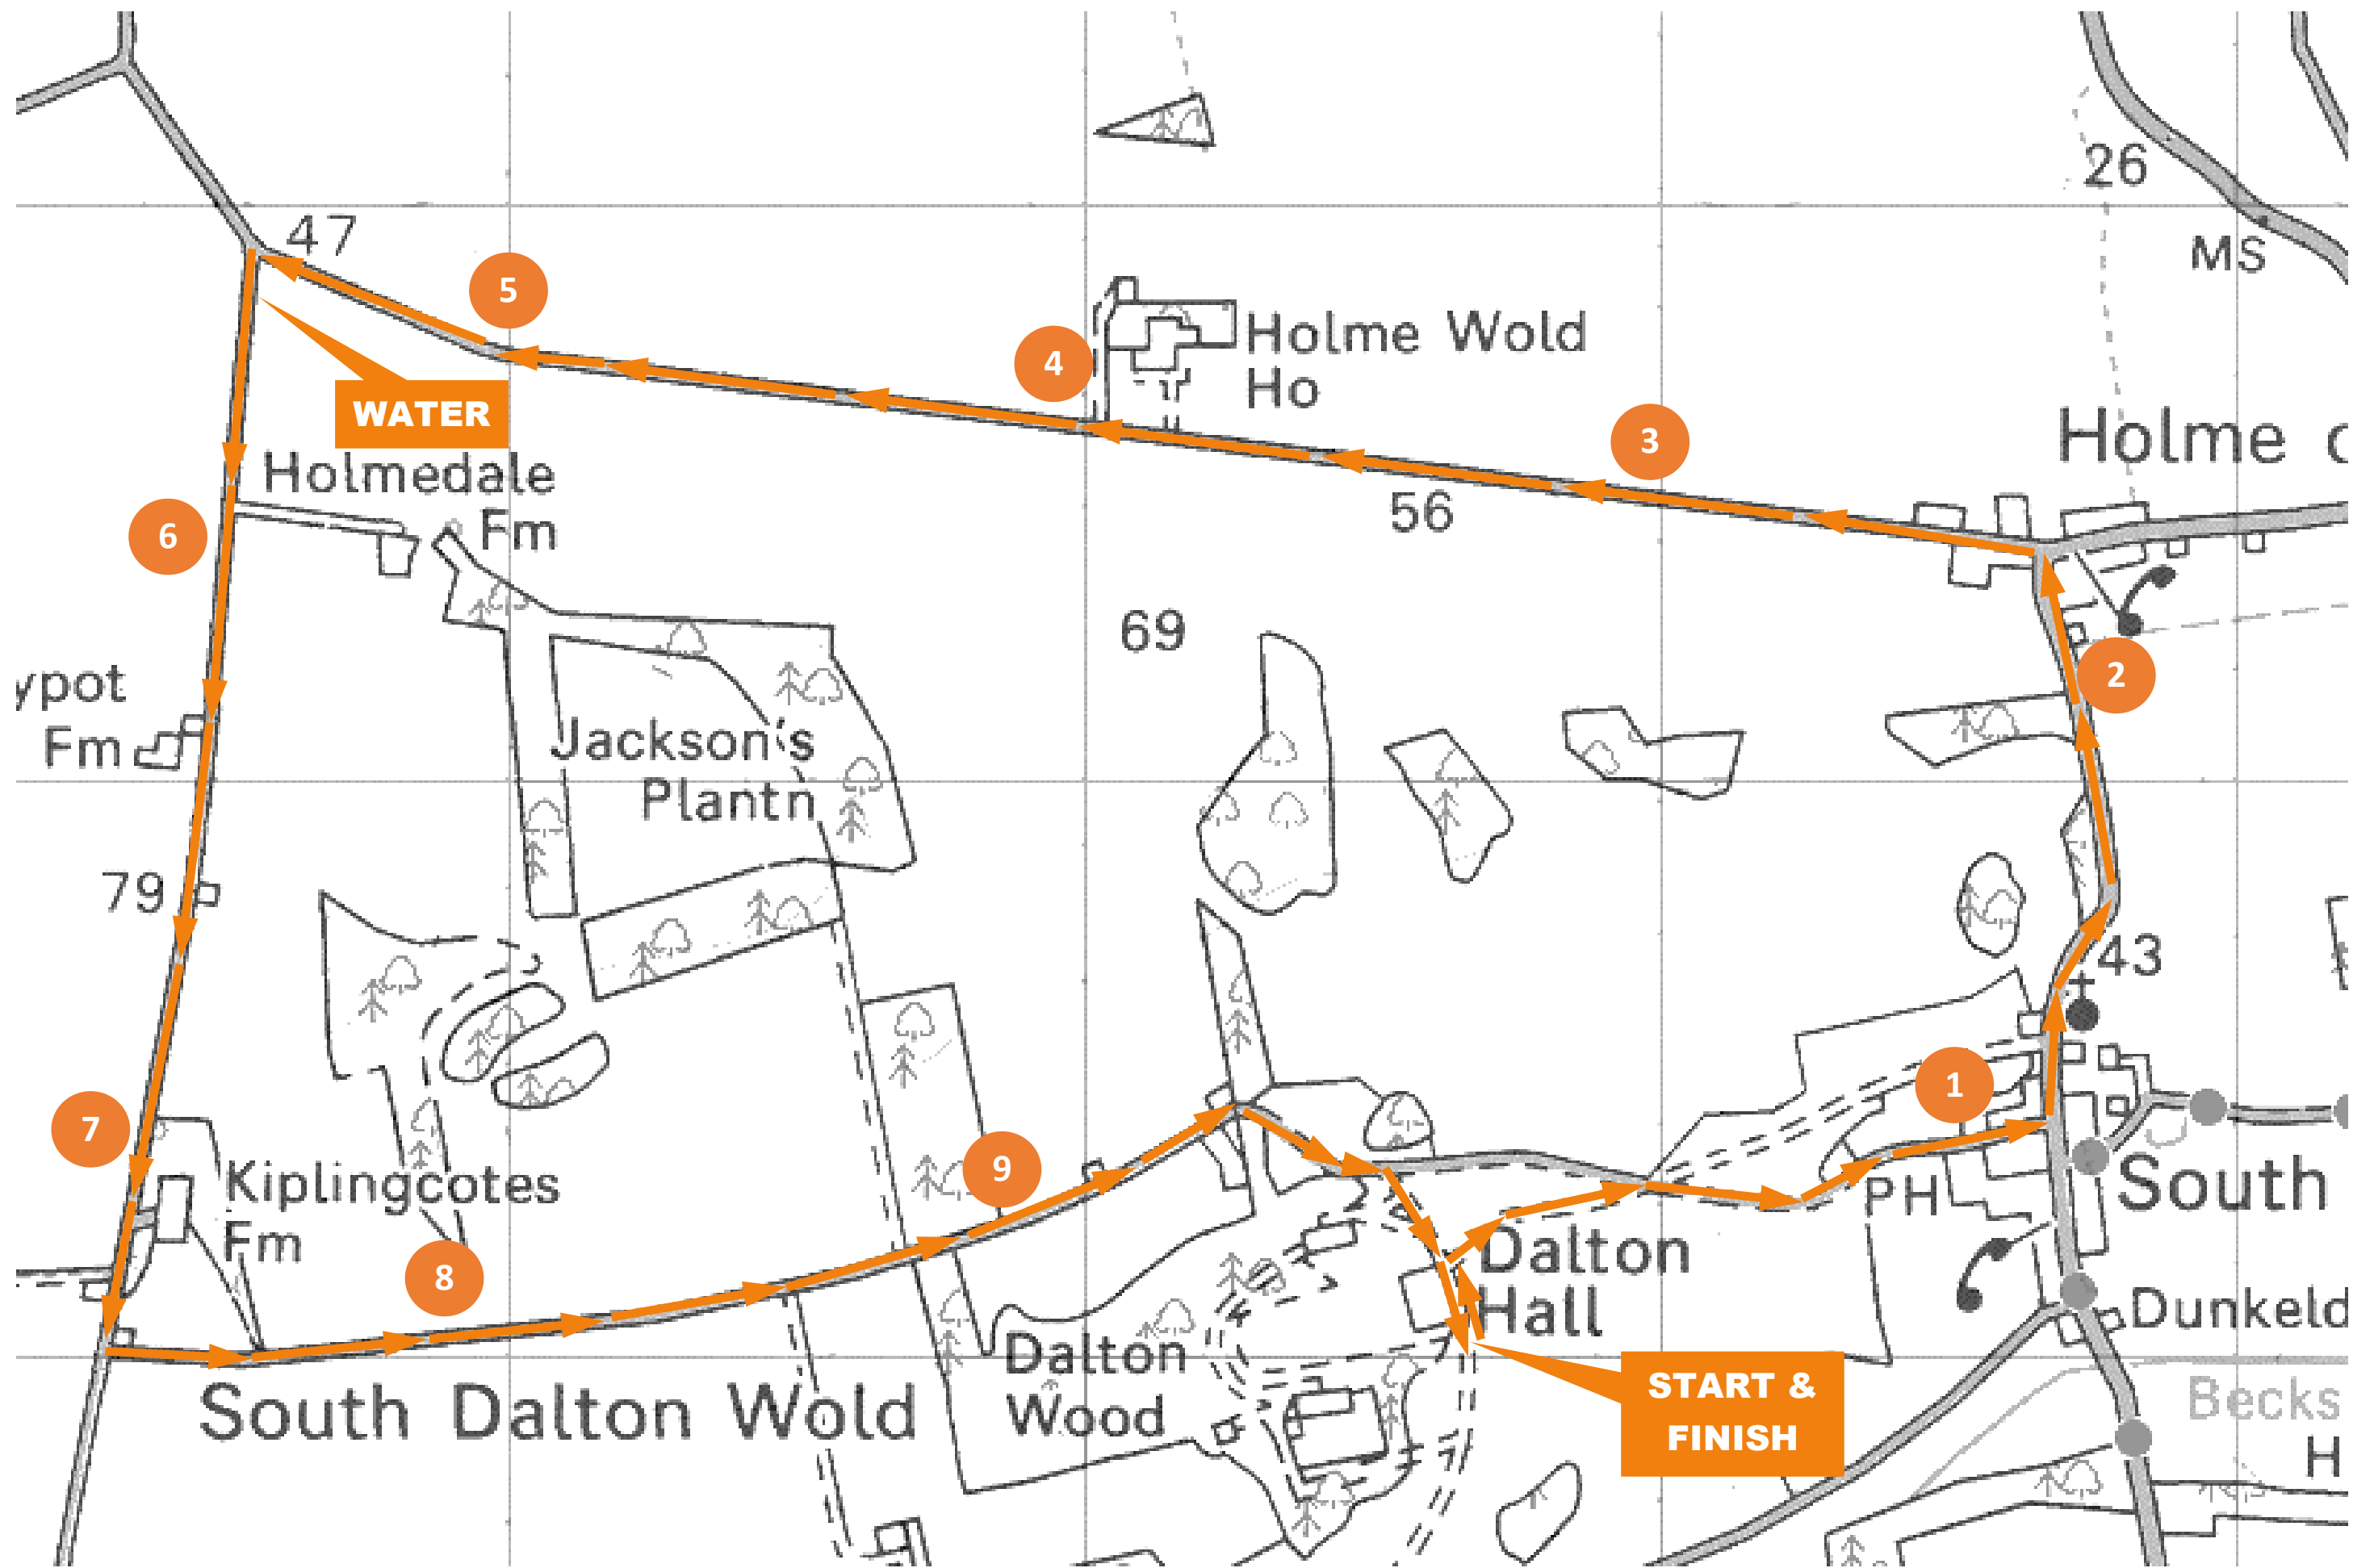 26
47
MS
5
Holme Wold
Ho
4
WATER
3
Holme
Holmedale
Fm
56
6
69
2
ypot
Fm
Jackson's
Plantn
79
43
1
7
PH
South
Kiplingcotes
Fm
9
8
Dalton
Hall
Dunkeld
Dalton
Wood
START &
FINISH
South Dalton Wold
Becks
H